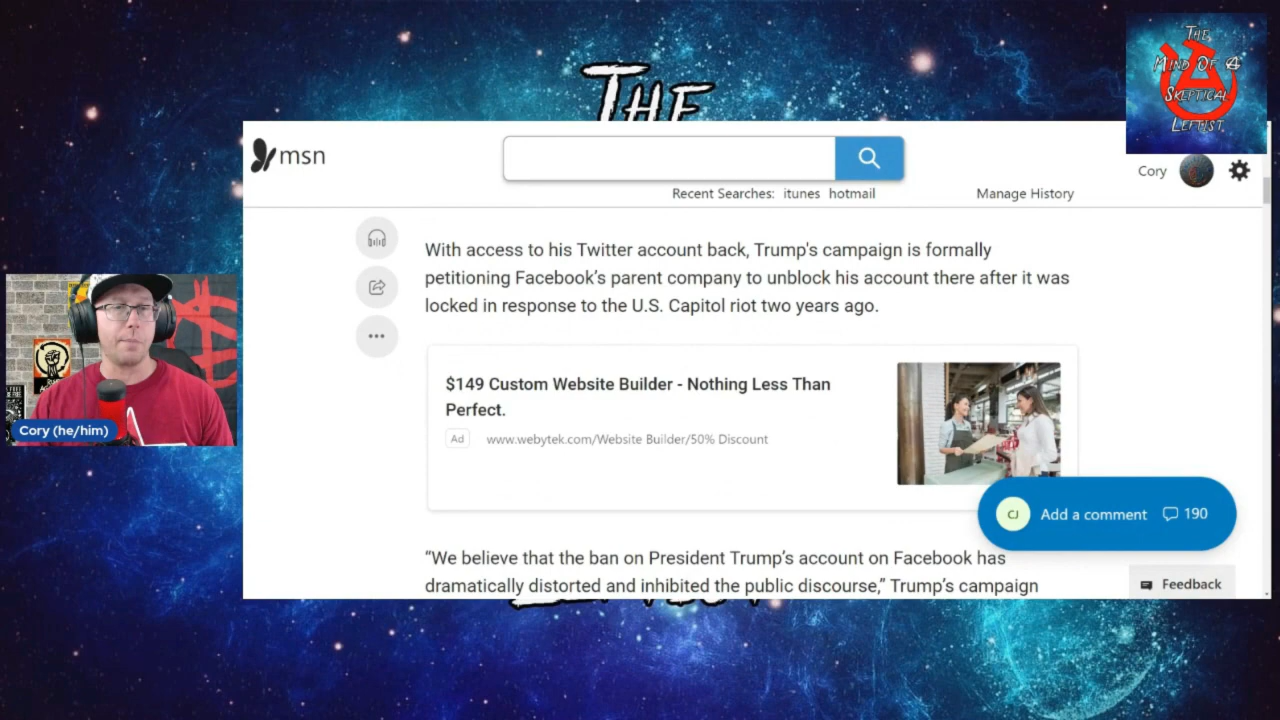 THE
THE
MIND OF A
SKEPTICAL
LEFTIST
msn
Cory
Recent Searches: itunes hotmail
Manage History
With access to his Twitter account back, Trump's campaign is formally
petitioning Facebook's parent company to unblock his account there after it was
locked in response to the U.S. Capitol riot two years ago.
$149 Custom Website Builder - Nothing Less Than
Perfect.
Ad www.webytek.com/Website Builder/50% Discount
Cory (he/him)
CJ Add a comment 190
“We believe that the ban on President Trump’s account on Facebook has
dramatically distorted and inhibited the public discourse,” Trump’s campaign
Feedback